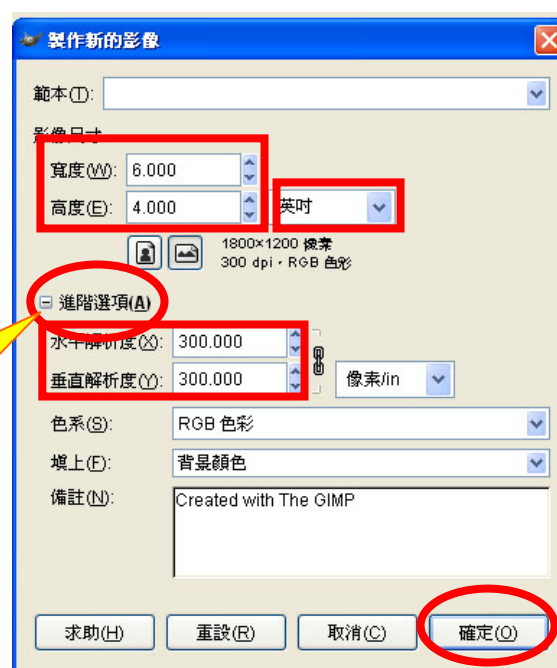 製作新的影像
範本(T):
影像尺寸
寬度(W): 6.000
高度(E): 4.000 英吋
1800×1200 像素
300 dpi，RGB 色彩
進階選項(A)
水平解析度(X): 300.000
垂直解析度(Y): 300.000 像素/in
色系(S): RGB 色彩
填上(F): 背景顏色
備註(N): Created with The GIMP
求助(H) 重設(R) 取消(C) 確定(O)